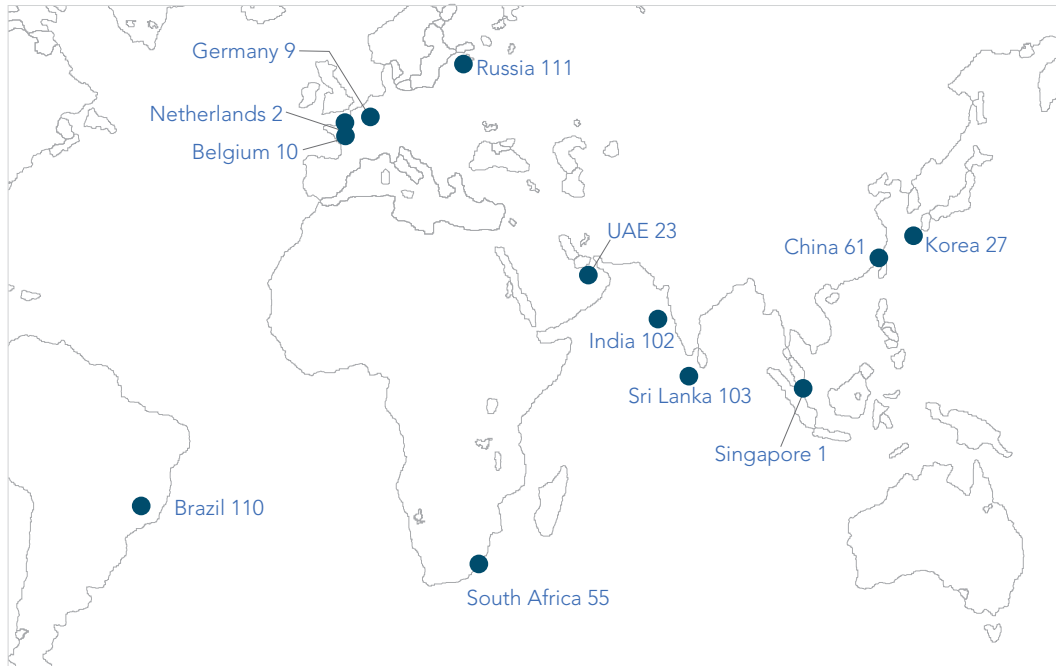 Germany 9
Russia 111
Netherlands 2
Belgium 10
UAE 23
China 61
Korea 27
India 102
Sri Lanka 103
Singapore 1
Brazil 110
South Africa 55